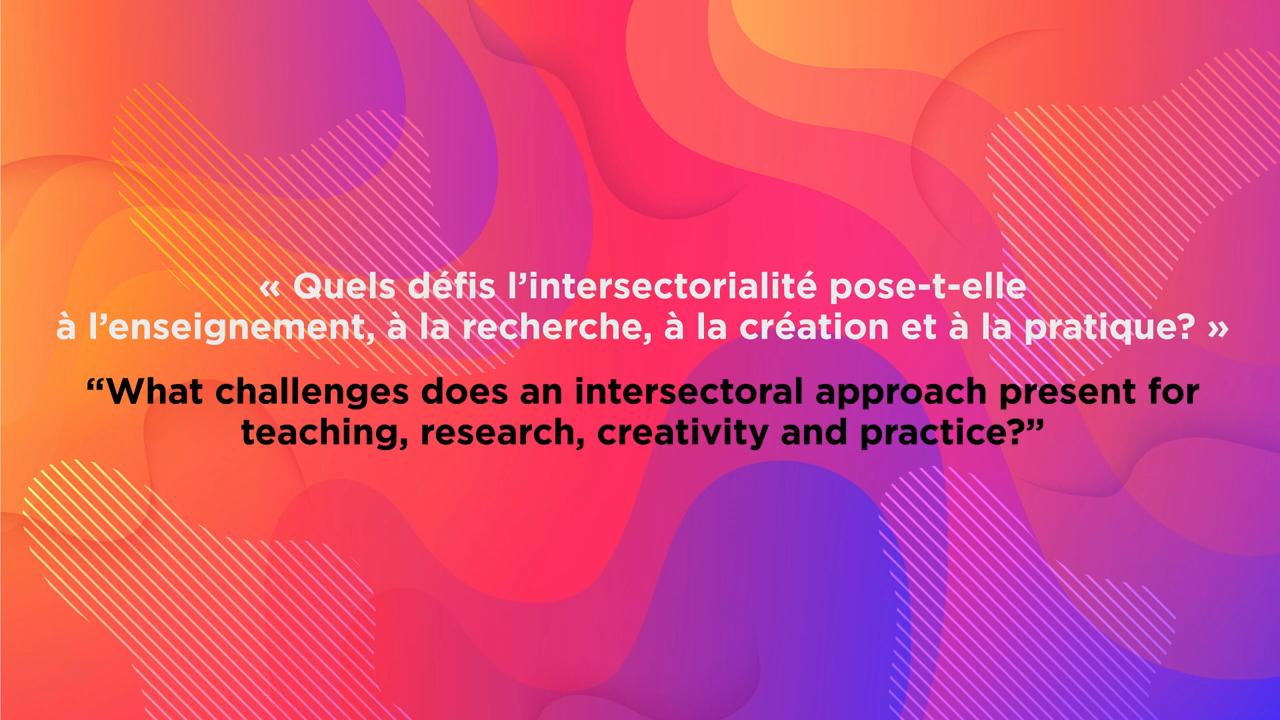 « Quels défis l’intersectorialité pose-t-elle
à l’enseignement, à la recherche, à la création et à la pratique? »
“What challenges does an intersectoral approach present for
teaching, research, creativity and practice?”